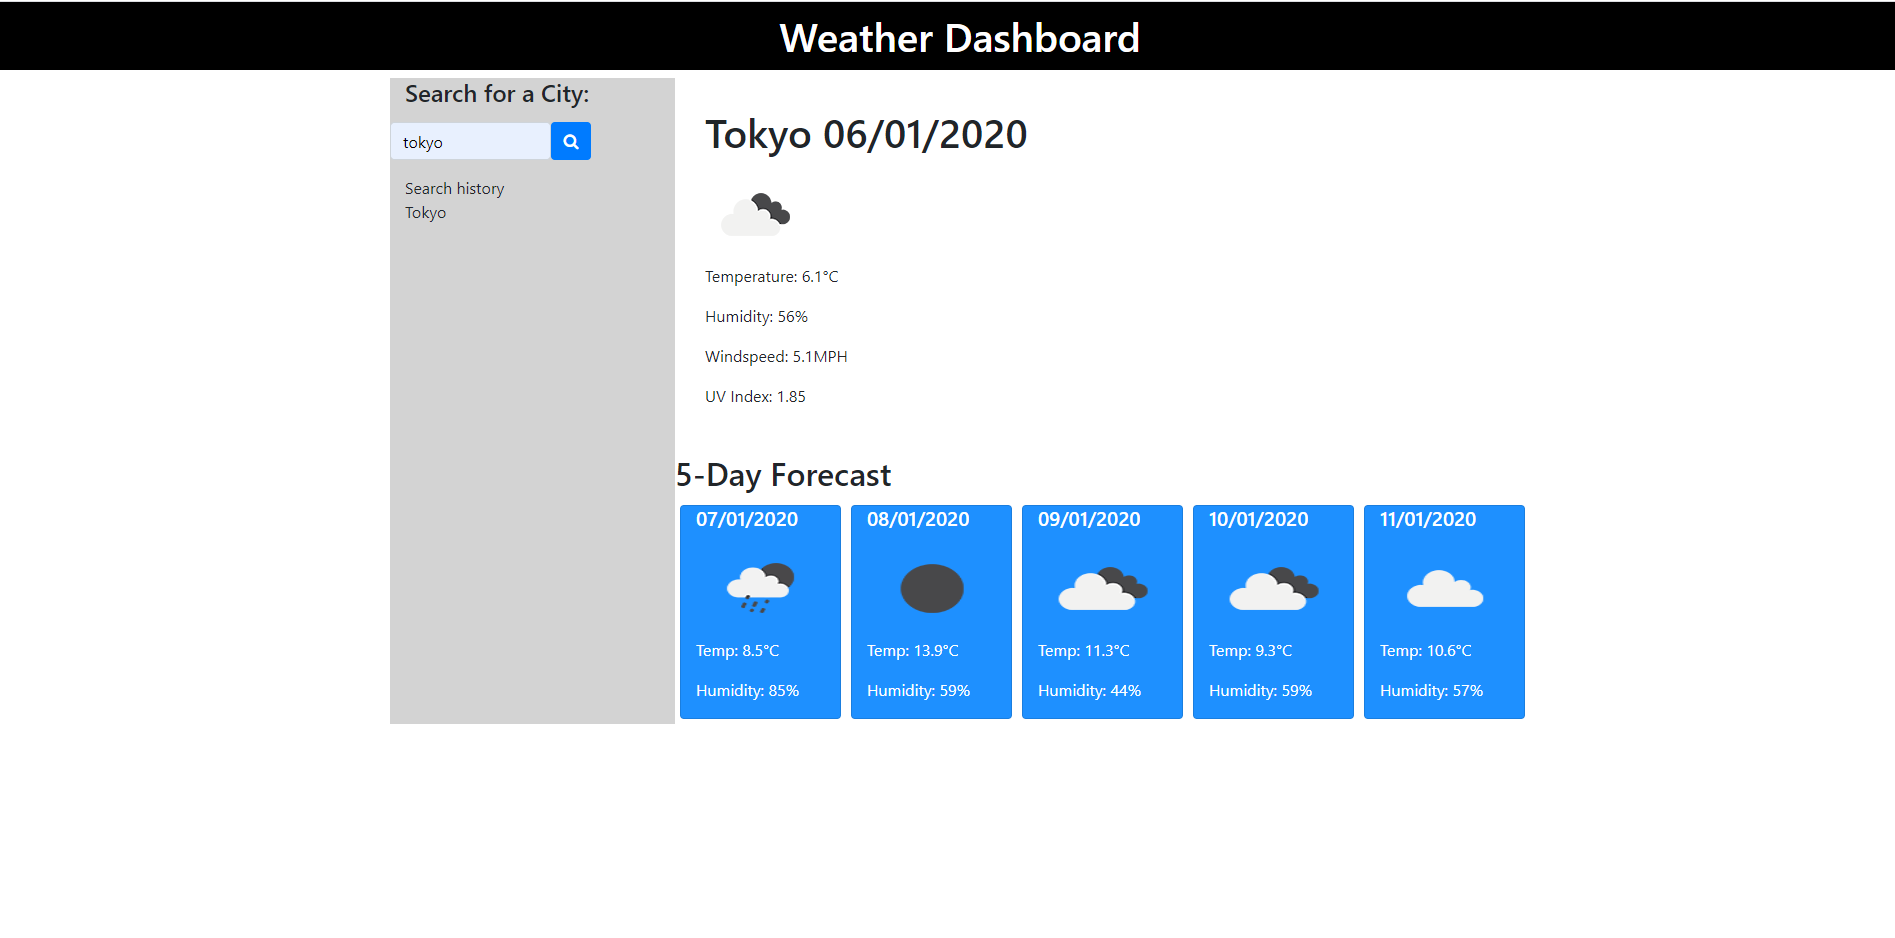 Weather Dashboard
Search for a City:
tokyo
Search history
Tokyo
Tokyo 06/01/2020
Temperature: 6.1°C
Humidity: 56%
Windspeed: 5.1MPH
UV Index: 1.85
5-Day Forecast
07/01/2020
Temp: 8.5°C
Humidity: 85%
08/01/2020
Temp: 13.9°C
Humidity: 59%
09/01/2020
Temp: 11.3°C
Humidity: 44%
10/01/2020
Temp: 9.3°C
Humidity: 59%
11/01/2020
Temp: 10.6°C
Humidity: 57%